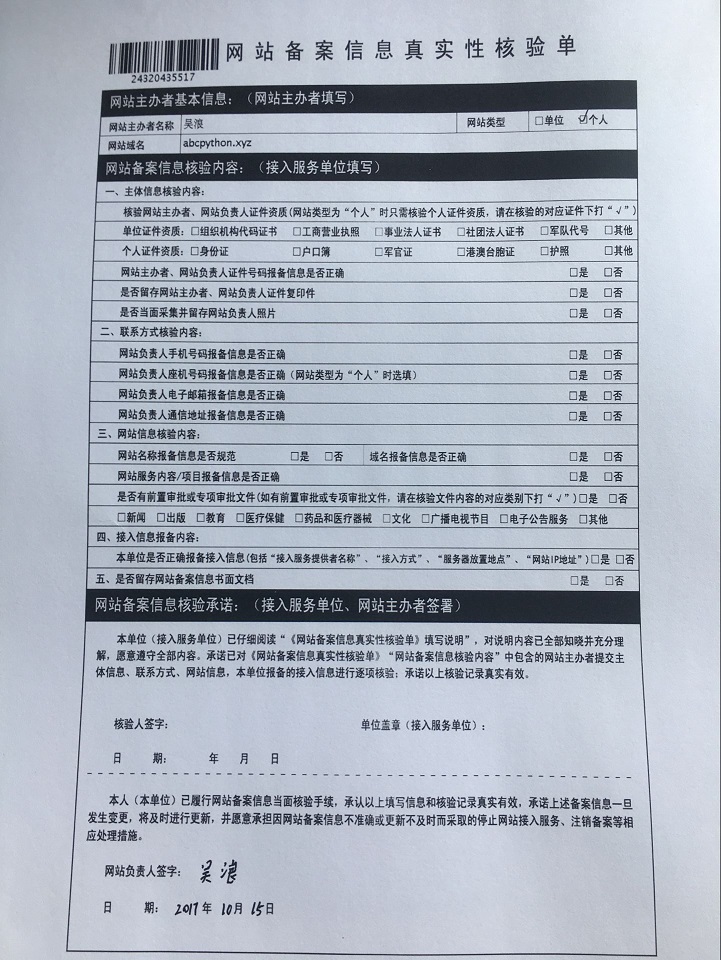 网站备案信息真实性核验单
24320435517
网站主办者基本信息：（网站主办者填写）
网站主办者名称 吴浪 网站类型 □单位 ☑个人
网站域名 abcpython.xyz
网站备案信息核验内容：（接入服务单位填写）
一、主体信息核验内容：
核验网站主办者、网站负责人证件资质(网站类型为“个人”时只需核验个人证件资质，请在核验的对应证件下打“√”)
单位证件资质：□组织机构代码证书 □工商营业执照 □事业法人证书 □社团法人证书 □军队代号 □其他
个人证件资质：□身份证 □户口簿 □军官证 □港澳台胞证 □护照 □其他
网站主办者、网站负责人证件号码报备信息是否正确 □是 □否
是否留存网站主办者、网站负责人证件复印件 □是 □否
是否当面采集并留存网站负责人照片 □是 □否
二、联系方式核验内容：
网站负责人手机号码报备信息是否正确 □是 □否
网站负责人座机号码报备信息是否正确（网站类型为“个人”时选填） □是 □否
网站负责人电子邮箱报备信息是否正确 □是 □否
网站负责人通信地址报备信息是否正确 □是 □否
三、网站信息核验内容：
网站名称报备信息是否规范 □是 □否 域名报备信息是否正确 □是 □否
网站服务内容/项目报备信息是否正确 □是 □否
是否有前置审批或专项审批文件(如有前置审批或专项审批文件，请在核验文件内容的对应类别下打“√”) □是 □否
□新闻 □出版 □教育 □医疗保健 □药品和医疗器械 □文化 □广播电视节目 □电子公告服务 □其他
四、接入信息报备内容：
本单位是否正确报备接入信息(包括“接入服务提供者名称”、“接入方式”、“服务器放置地点”、“网站IP地址”) □是 □否
五、是否留存网站备案信息书面文档 □是 □否
网站备案信息核验承诺：（接入服务单位、网站主办者签署）
本单位（接入服务单位）已仔细阅读“《网站备案信息真实性核验单》填写说明”，对说明内容已全部知晓并充分理
解，愿意遵守全部内容。承诺已对《网站备案信息真实性核验单》“网站备案信息核验内容”中包含的网站主办者提交主
体信息、联系方式、网站信息，本单位报备的接入信息进行逐项核验；承诺以上核验记录真实有效。
核验人签字： 单位盖章（接入服务单位）：
日 期： 年 月 日
本人（本单位）已履行网站备案信息当面核验手续，承认以上填写信息和核验记录真实有效，承诺上述备案信息一旦
发生变更，将及时进行更新，并愿意承担因网站备案信息不准确或更新不及时而采取的停止网站接入服务、注销备案等相
应处理措施。
网站负责人签字： 吴浪
日 期： 2017年 10月 15日